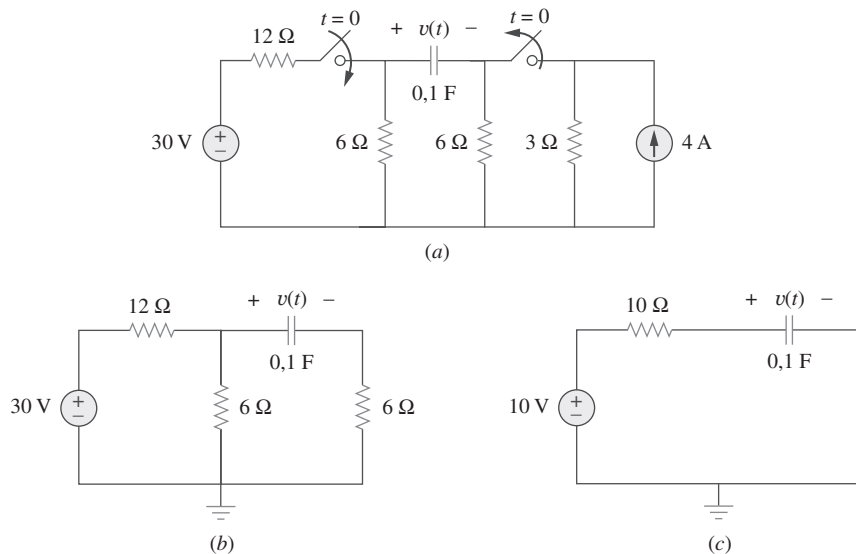 t = 0
t = 0
12 Ω
+ v(t) −
0,1 F
30 V
+
−
6 Ω
6 Ω
3 Ω
4 A
(a)
12 Ω
+ v(t) −
0,1 F
30 V
+
−
6 Ω
6 Ω
(b)
10 Ω
+ v(t) −
0,1 F
10 V
+
−
(c)